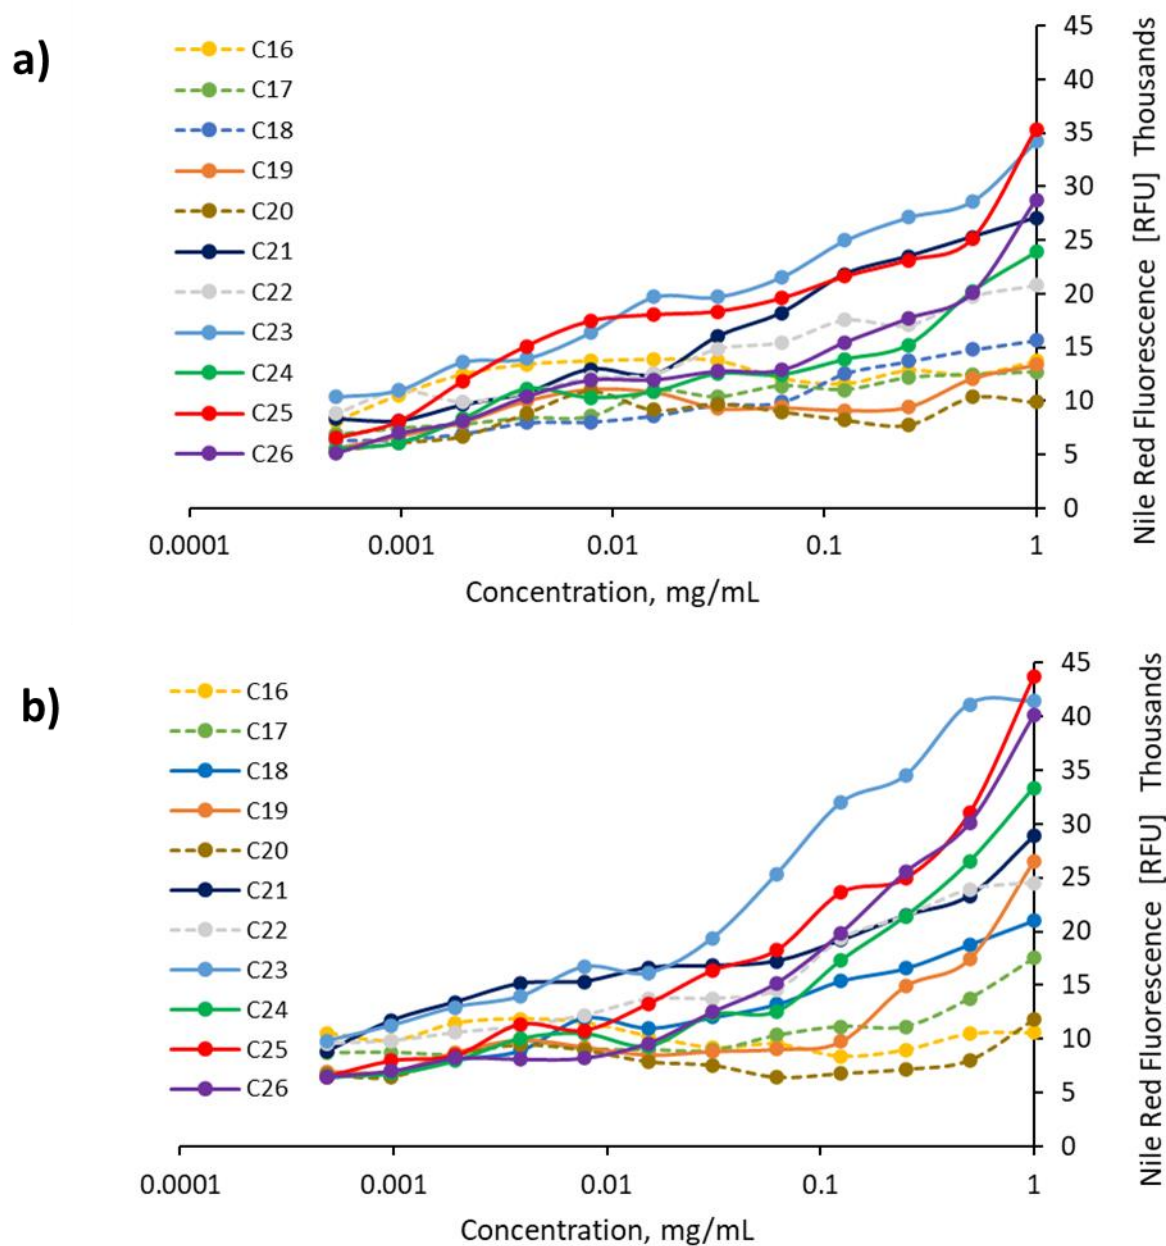 a)
C16
C17
C18
C19
C20
C21
C22
C23
C24
C25
C26
45
40
35
30
25
20
15
10
5
0
Nile Red Fluorescence [RFU] Thousands
0.0001 0.001 0.01 0.1 1
Concentration, mg/mL
b)
C16
C17
C18
C19
C20
C21
C22
C23
C24
C25
C26
45
40
35
30
25
20
15
10
5
0
Nile Red Fluorescence [RFU] Thousands
0.0001 0.001 0.01 0.1 1
Concentration, mg/mL